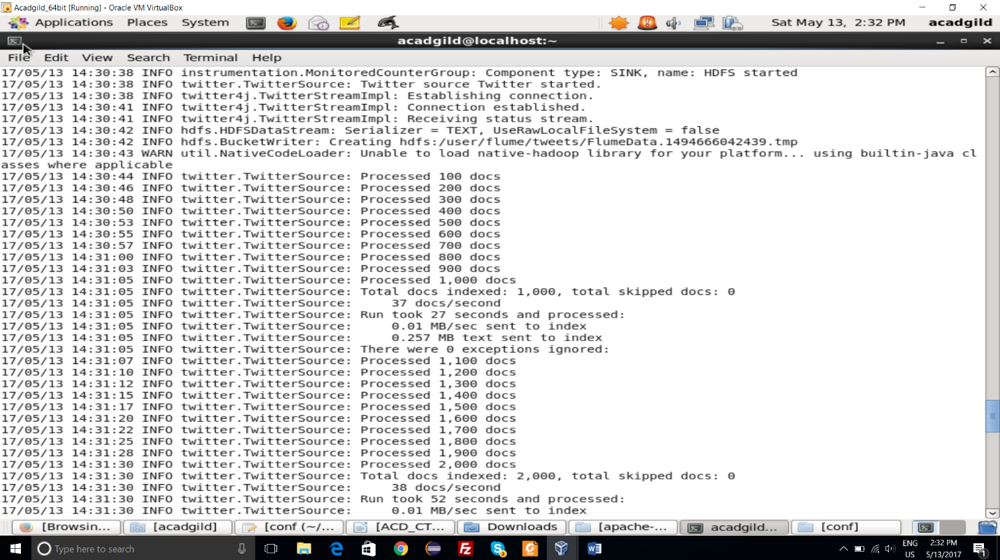 Acadgild_64bit [Running] - Oracle VM VirtualBox
Applications Places System Sat May 13, 2:32 PM acadgild
acadgild@localhost:~
File Edit View Search Terminal Help
17/05/13 14:30:38 INFO instrumentation.MonitoredCounterGroup: Component type: SINK, name: HDFS started
17/05/13 14:30:38 INFO twitter.TwitterSource: Twitter source Twitter started.
17/05/13 14:30:38 INFO twitter4j.TwitterStreamImpl: Establishing connection.
17/05/13 14:30:41 INFO twitter4j.TwitterStreamImpl: Connection established.
17/05/13 14:30:41 INFO twitter4j.TwitterStreamImpl: Receiving status stream.
17/05/13 14:30:42 INFO hdfs.HDFSDataStream: Serializer = TEXT, UseRawLocalFileSystem = false
17/05/13 14:30:42 INFO hdfs.BucketWriter: Creating hdfs:/user/flume/tweets/FlumeData.1494666042439.tmp
17/05/13 14:30:43 WARN util.NativeCodeLoader: Unable to load native-hadoop library for your platform... using builtin-java cl
asses where applicable
17/05/13 14:30:44 INFO twitter.TwitterSource: Processed 100 docs
17/05/13 14:30:46 INFO twitter.TwitterSource: Processed 200 docs
17/05/13 14:30:48 INFO twitter.TwitterSource: Processed 300 docs
17/05/13 14:30:50 INFO twitter.TwitterSource: Processed 400 docs
17/05/13 14:30:53 INFO twitter.TwitterSource: Processed 500 docs
17/05/13 14:30:55 INFO twitter.TwitterSource: Processed 600 docs
17/05/13 14:30:57 INFO twitter.TwitterSource: Processed 700 docs
17/05/13 14:31:00 INFO twitter.TwitterSource: Processed 800 docs
17/05/13 14:31:03 INFO twitter.TwitterSource: Processed 900 docs
17/05/13 14:31:05 INFO twitter.TwitterSource: Processed 1,000 docs
17/05/13 14:31:05 INFO twitter.TwitterSource: Total docs indexed: 1,000, total skipped docs: 0
17/05/13 14:31:05 INFO twitter.TwitterSource:     37 docs/second
17/05/13 14:31:05 INFO twitter.TwitterSource: Run took 27 seconds and processed:
17/05/13 14:31:05 INFO twitter.TwitterSource:     0.01 MB/sec sent to index
17/05/13 14:31:05 INFO twitter.TwitterSource:     0.257 MB text sent to index
17/05/13 14:31:05 INFO twitter.TwitterSource: There were 0 exceptions ignored:
17/05/13 14:31:07 INFO twitter.TwitterSource: Processed 1,100 docs
17/05/13 14:31:10 INFO twitter.TwitterSource: Processed 1,200 docs
17/05/13 14:31:12 INFO twitter.TwitterSource: Processed 1,300 docs
17/05/13 14:31:15 INFO twitter.TwitterSource: Processed 1,400 docs
17/05/13 14:31:17 INFO twitter.TwitterSource: Processed 1,500 docs
17/05/13 14:31:20 INFO twitter.TwitterSource: Processed 1,600 docs
17/05/13 14:31:22 INFO twitter.TwitterSource: Processed 1,700 docs
17/05/13 14:31:25 INFO twitter.TwitterSource: Processed 1,800 docs
17/05/13 14:31:28 INFO twitter.TwitterSource: Processed 1,900 docs
17/05/13 14:31:30 INFO twitter.TwitterSource: Processed 2,000 docs
17/05/13 14:31:30 INFO twitter.TwitterSource: Total docs indexed: 2,000, total skipped docs: 0
17/05/13 14:31:30 INFO twitter.TwitterSource:     38 docs/second
17/05/13 14:31:30 INFO twitter.TwitterSource: Run took 52 seconds and processed:
17/05/13 14:31:30 INFO twitter.TwitterSource:     0.01 MB/sec sent to index
[Browsin... [acadgild] [conf (~/... [ACD_CT... Downloads [apache-... acadgild... [conf]
Type here to search ENG 2:32 PM
US 5/13/2017 1